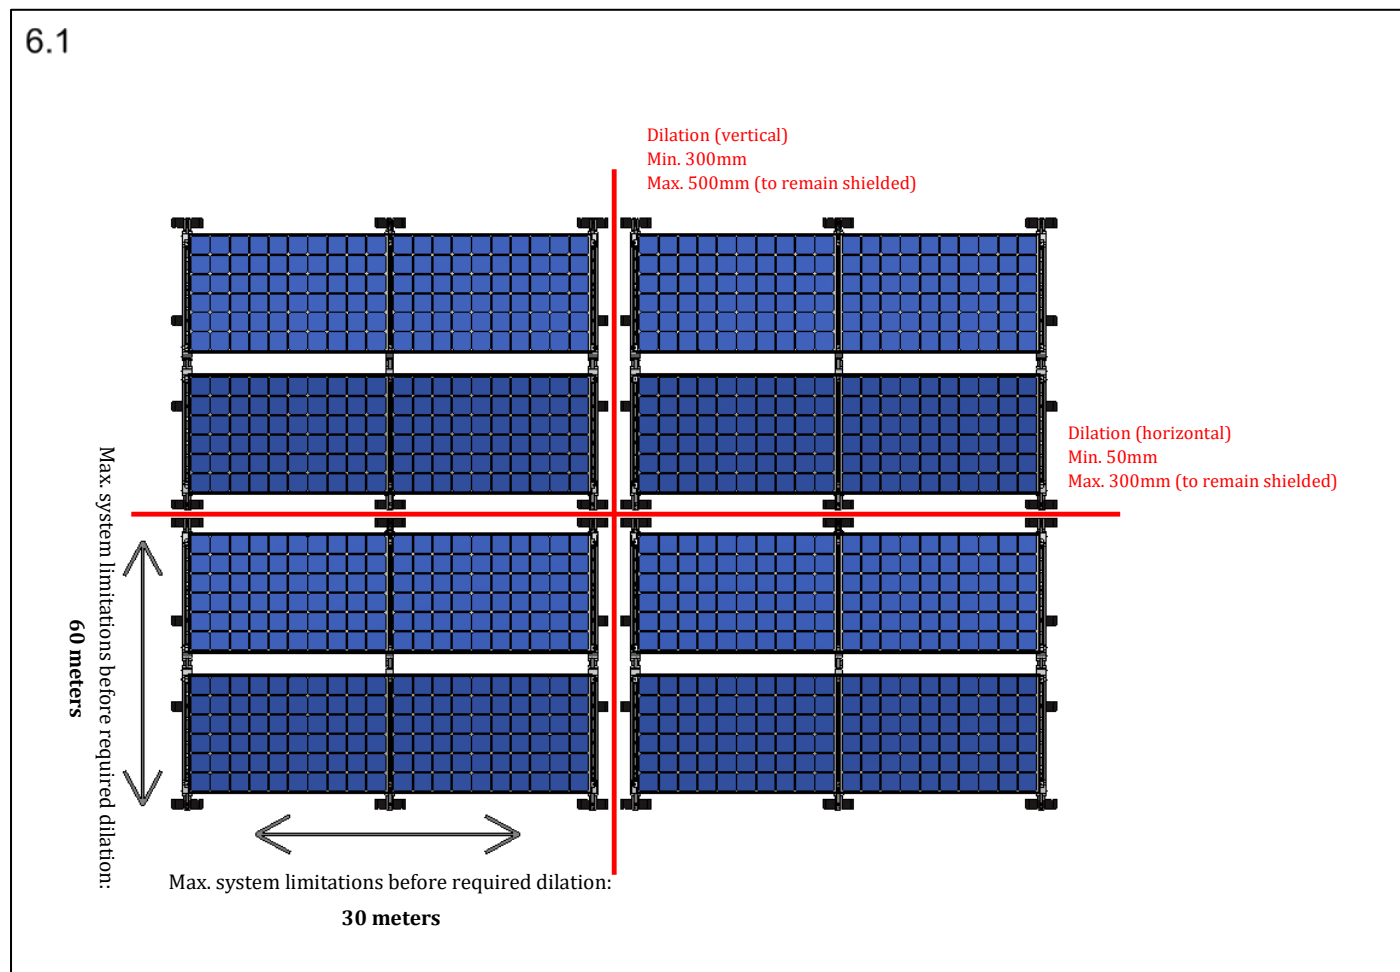 6.1
Dilation (vertical)
Min. 300mm
Max. 500mm (to remain shielded)
Dilation (horizontal)
Min. 50mm
Max. 300mm (to remain shielded)
Max. system limitations before required dilation:
60 meters
Max. system limitations before required dilation:
30 meters